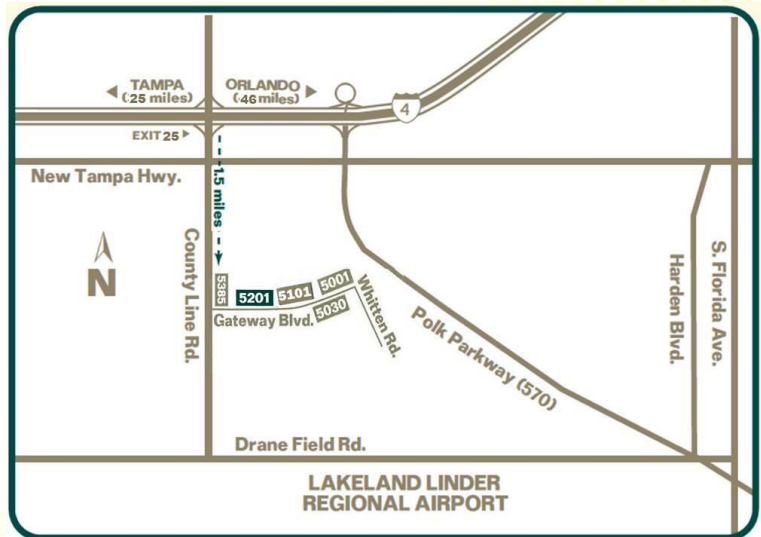 TAMPA
(25 miles)
ORLANDO
(46 miles)
4
EXIT 25
New Tampa Hwy.
1.5 miles
N
County Line Rd.
5385
5201
5101
5001
5030
Gateway Blvd.
Whitten Rd.
Polk Parkway (570)
Harden Blvd.
S. Florida Ave.
Drane Field Rd.
LAKELAND LINDER
REGIONAL AIRPORT